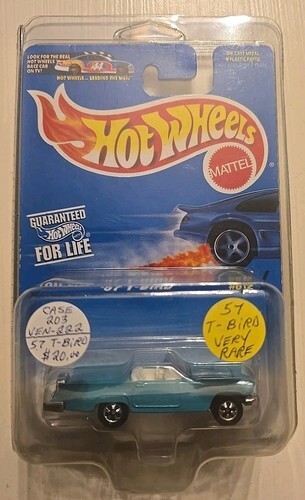 LOOK FOR THE REAL
HOT WHEELS
RACE CAR
ON TV!
44
HOT WHEELS... LEADING THE WAY!
DIE CAST METAL
& PLASTIC PARTS
Hot Wheels
MATTEL
GUARANTEED
Hot Wheels
FOR LIFE
'57 T-BIRD
CASE
203
VEN-222
57 T-BIRD
$20.00
57
T-BIRD
VERY
RARE